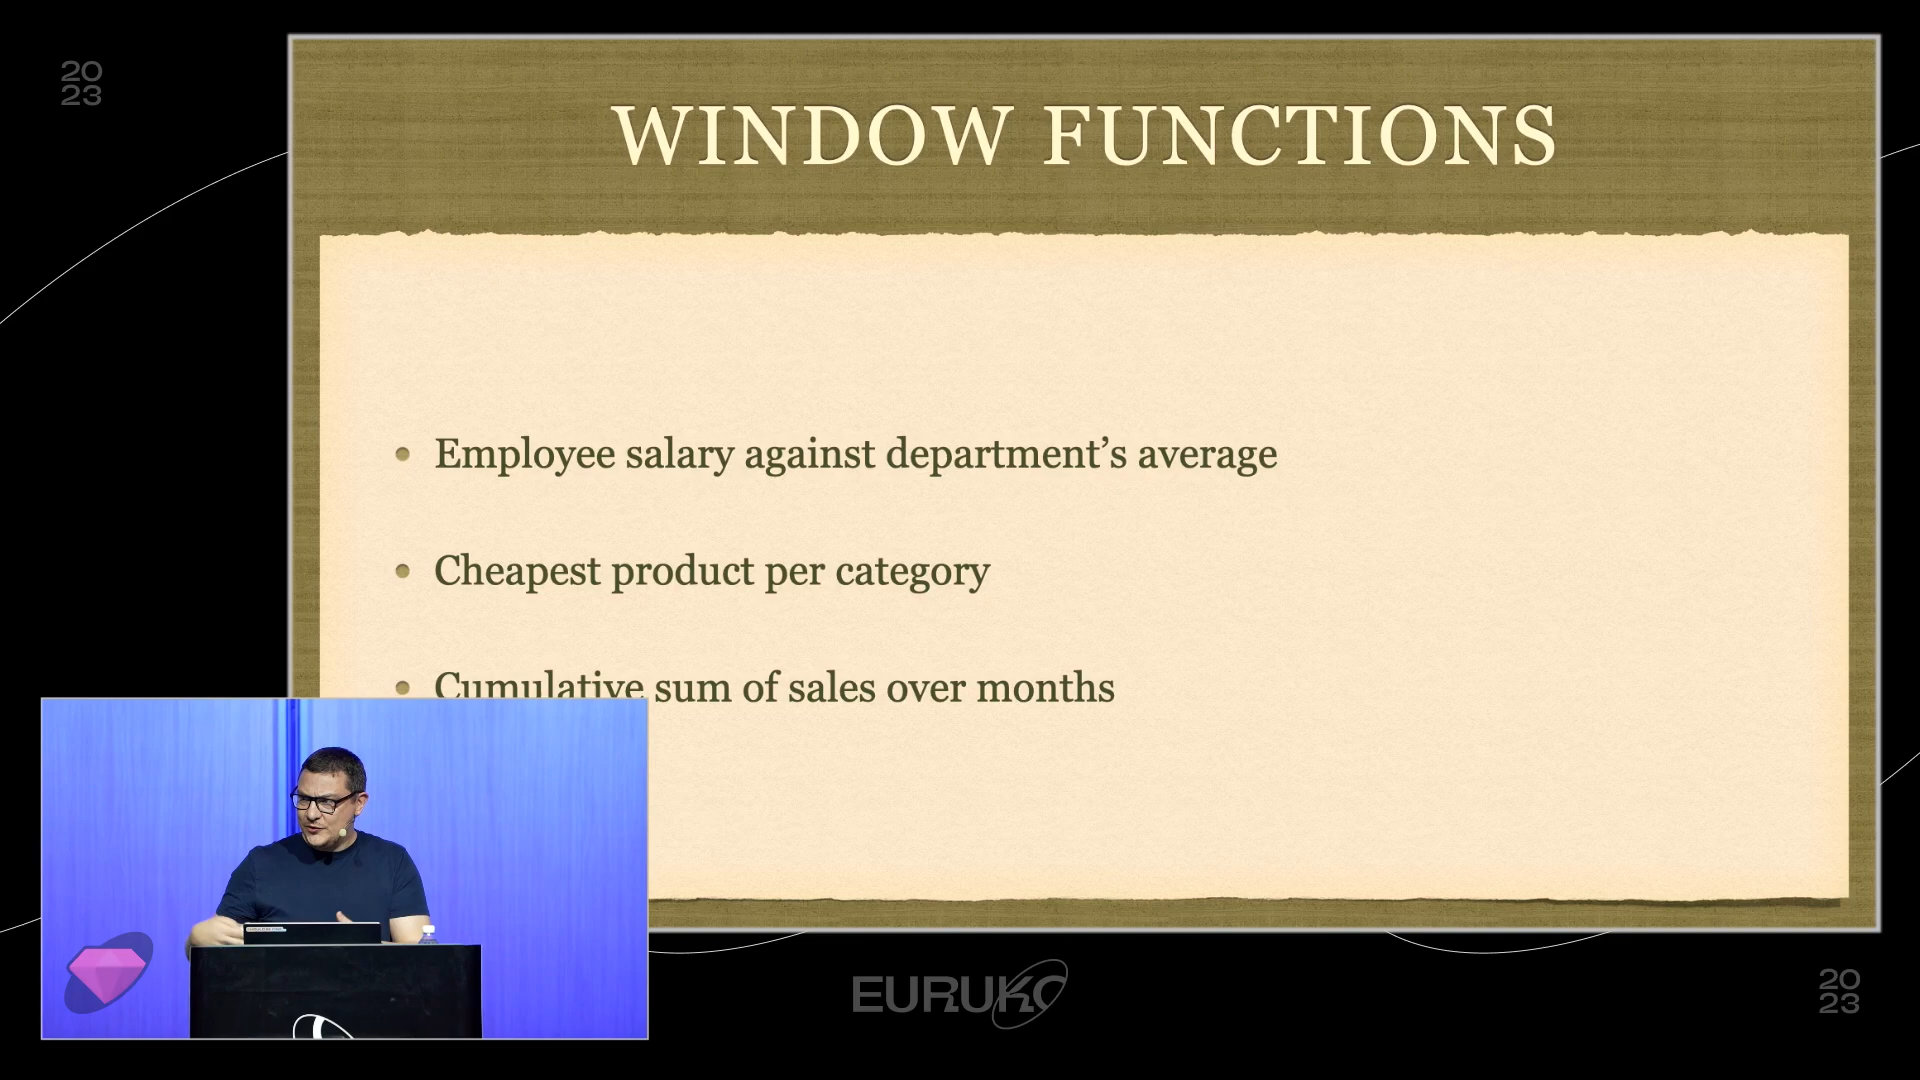 20
23
WINDOW FUNCTIONS
Employee salary against department’s average
Cheapest product per category
Cumulative sum of sales over months
EURUKO
20
23